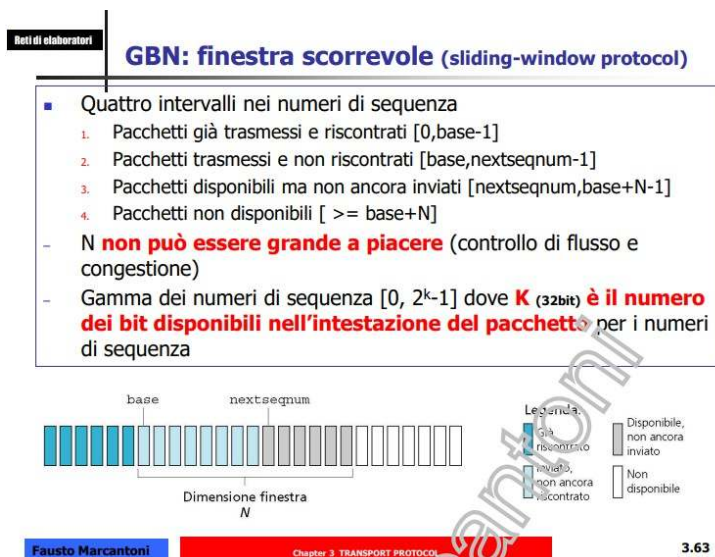 Reti di elaboratori
GBN: finestra scorrevole (sliding-window protocol)
Quattro intervalli nei numeri di sequenza
1. Pacchetti già trasmessi e riscontrati [0,base-1]
2. Pacchetti trasmessi e non riscontrati [base,nextseqnum-1]
3. Pacchetti disponibili ma non ancora inviati [nextseqnum,base+N-1]
4. Pacchetti non disponibili [ >= base+N]
– N non può essere grande a piacere (controllo di flusso e
congestione)
– Gamma dei numeri di sequenza [0, 2k-1] dove K (32bit) è il numero
dei bit disponibili nell'intestazione del pacchetto per i numeri
di sequenza
base nextseqnum
Dimensione finestra
N
Legenda:
Già
riscontrato
Inviato,
non ancora
riscontrato
Disponibile,
non ancora
inviato
Non
disponibile
Fausto Marcantoni
Chapter 3 TRANSPORT PROTOCOL
3.63